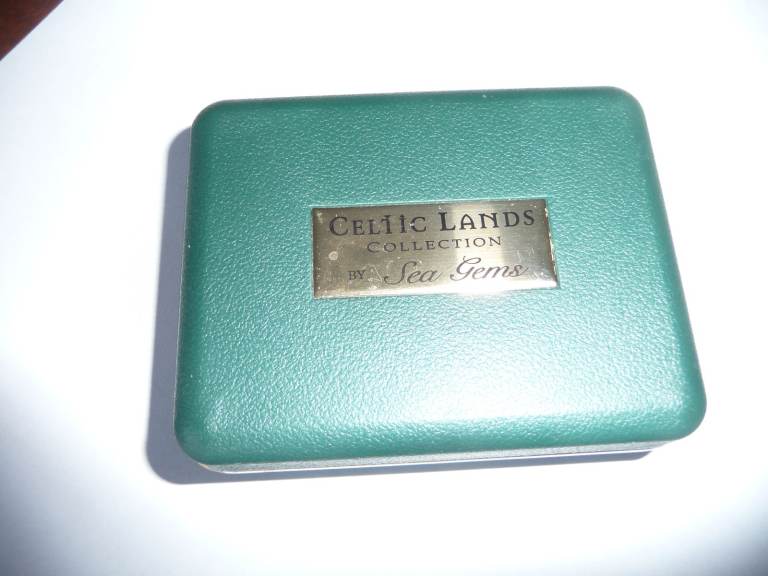 CELTIC LANDS
COLLECTION
BY Sea Gems